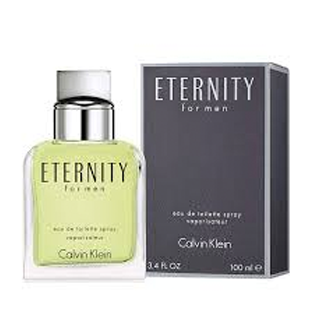 ETERNITY
for men
eau de toilette spray
vaporisateur
Calvin Klein
ETERNITY
for men
eau de toilette spray
vaporisateur
Calvin Klein
3.4 FL OZ 100 ml e